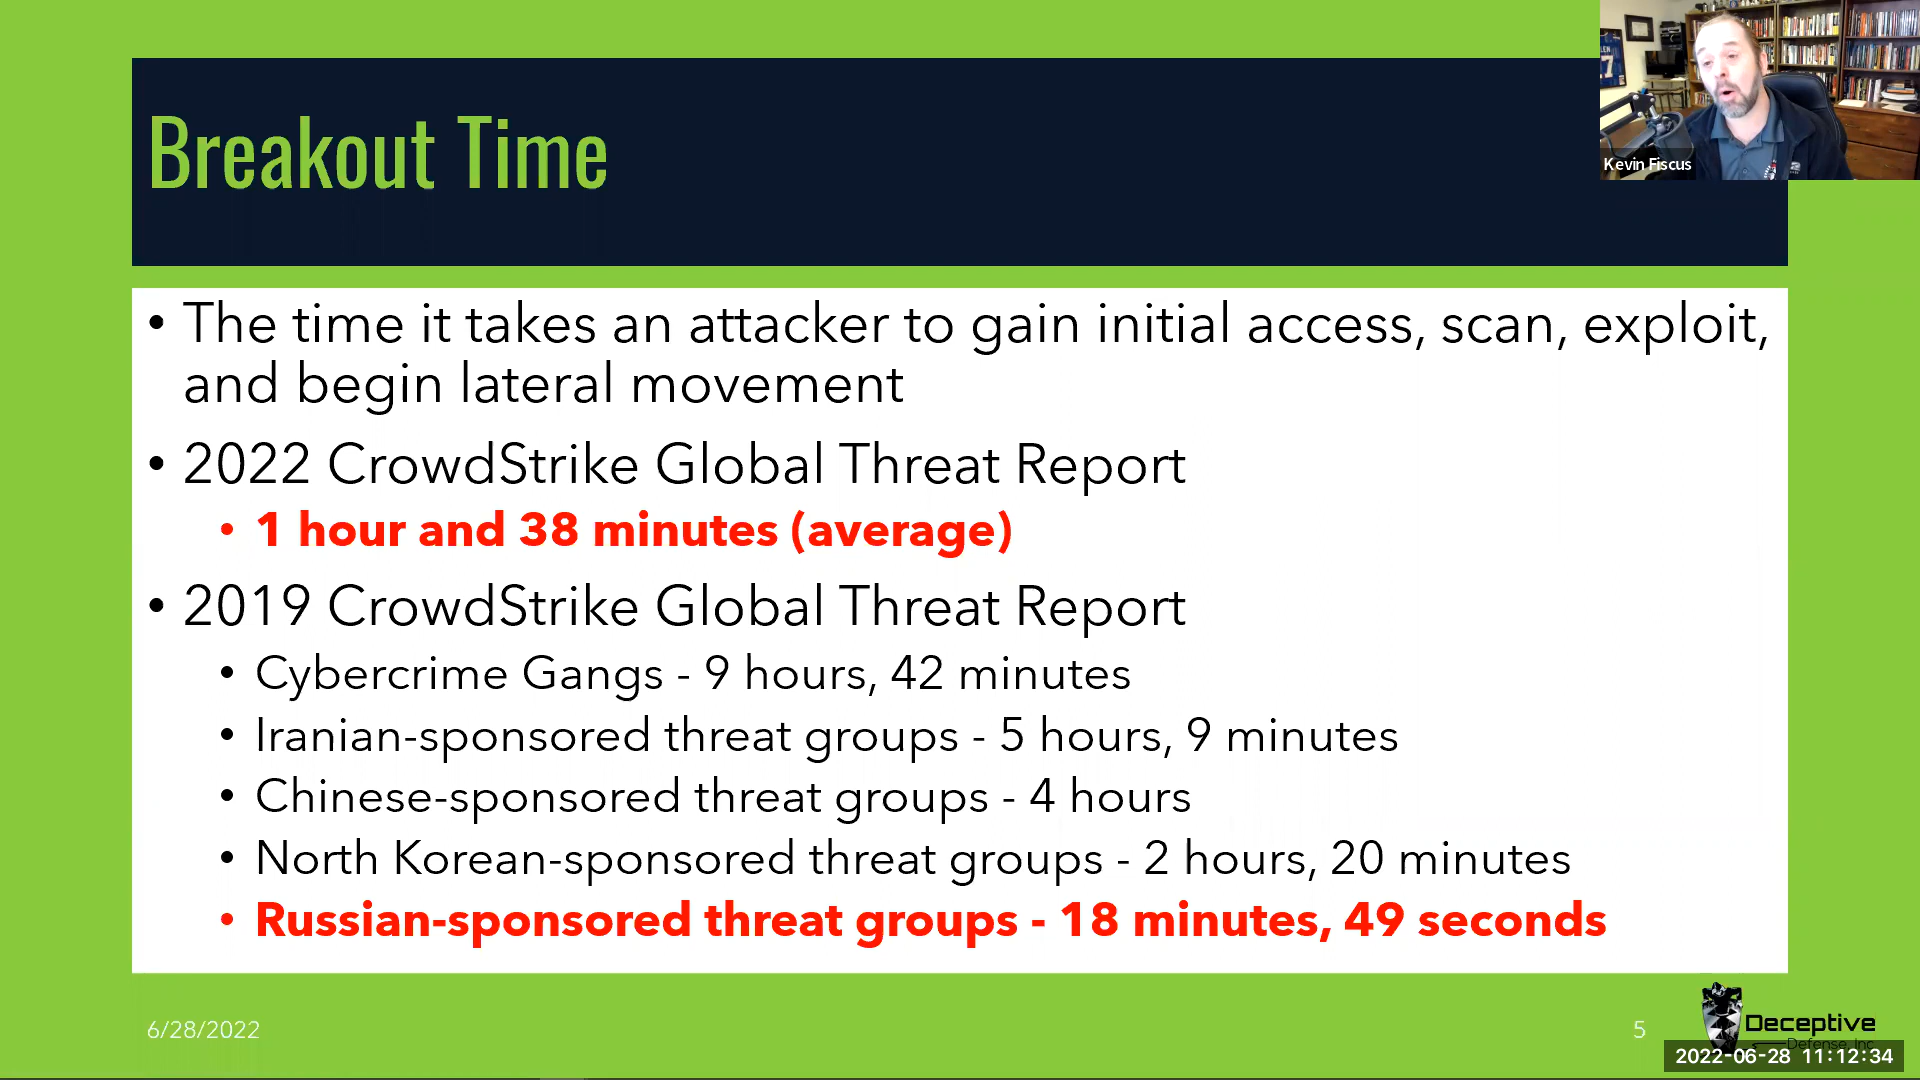 Breakout Time
Kevin Fiscus
• The time it takes an attacker to gain initial access, scan, exploit,
and begin lateral movement
• 2022 CrowdStrike Global Threat Report
• 1 hour and 38 minutes (average)
• 2019 CrowdStrike Global Threat Report
• Cybercrime Gangs - 9 hours, 42 minutes
• Iranian-sponsored threat groups - 5 hours, 9 minutes
• Chinese-sponsored threat groups - 4 hours
• North Korean-sponsored threat groups - 2 hours, 20 minutes
• Russian-sponsored threat groups - 18 minutes, 49 seconds
6/28/2022
5
Deceptive
Defense, Inc
2022-06-28 11:12:34